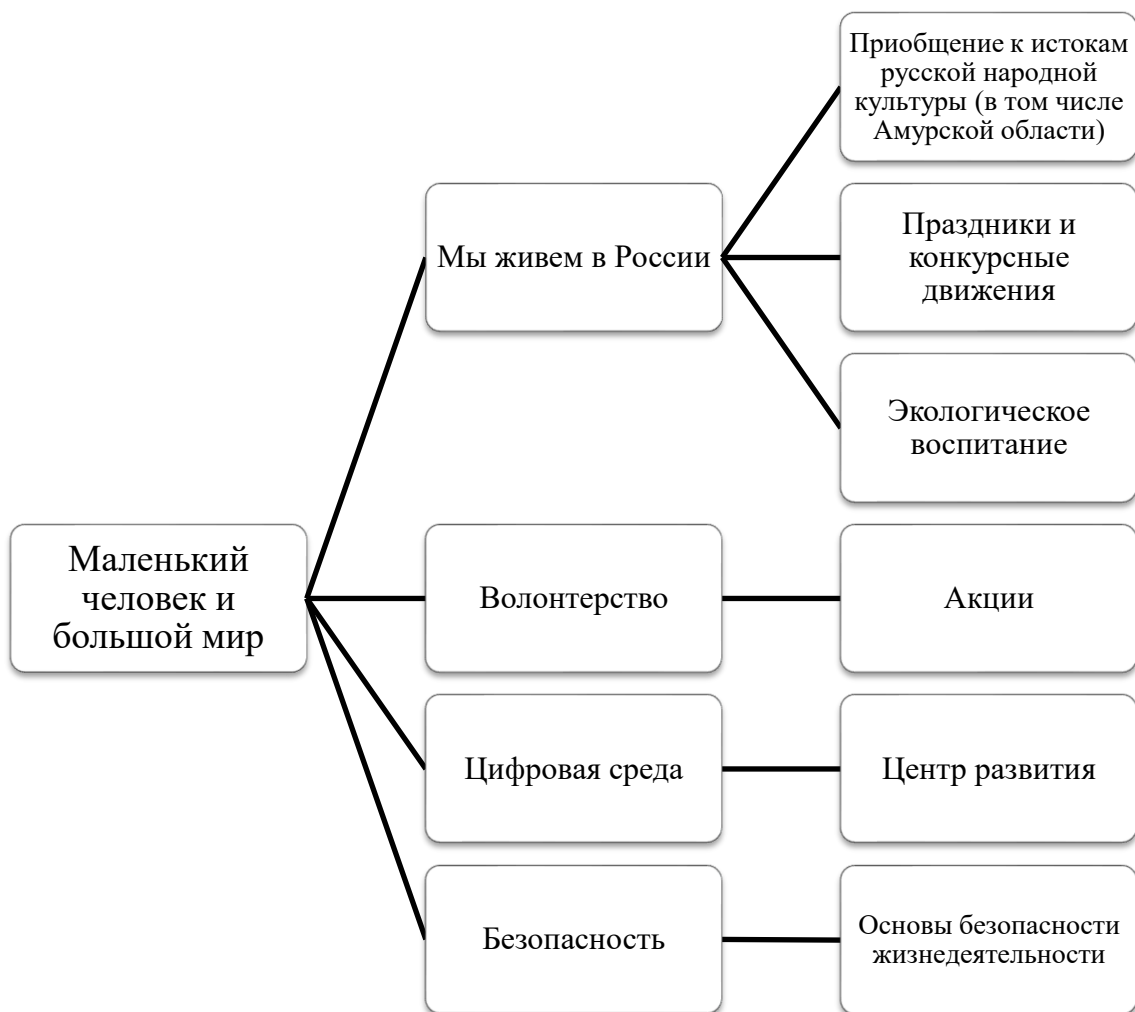 Приобщение к истокам
русской народной
культуры (в том числе
Амурской области)
Мы живем в России
Праздники и
конкурсные
движения
Экологическое
воспитание
Маленький
человек и
большой мир
Волонтерство
Акции
Цифровая среда
Центр развития
Безопасность
Основы безопасности
жизнедеятельности